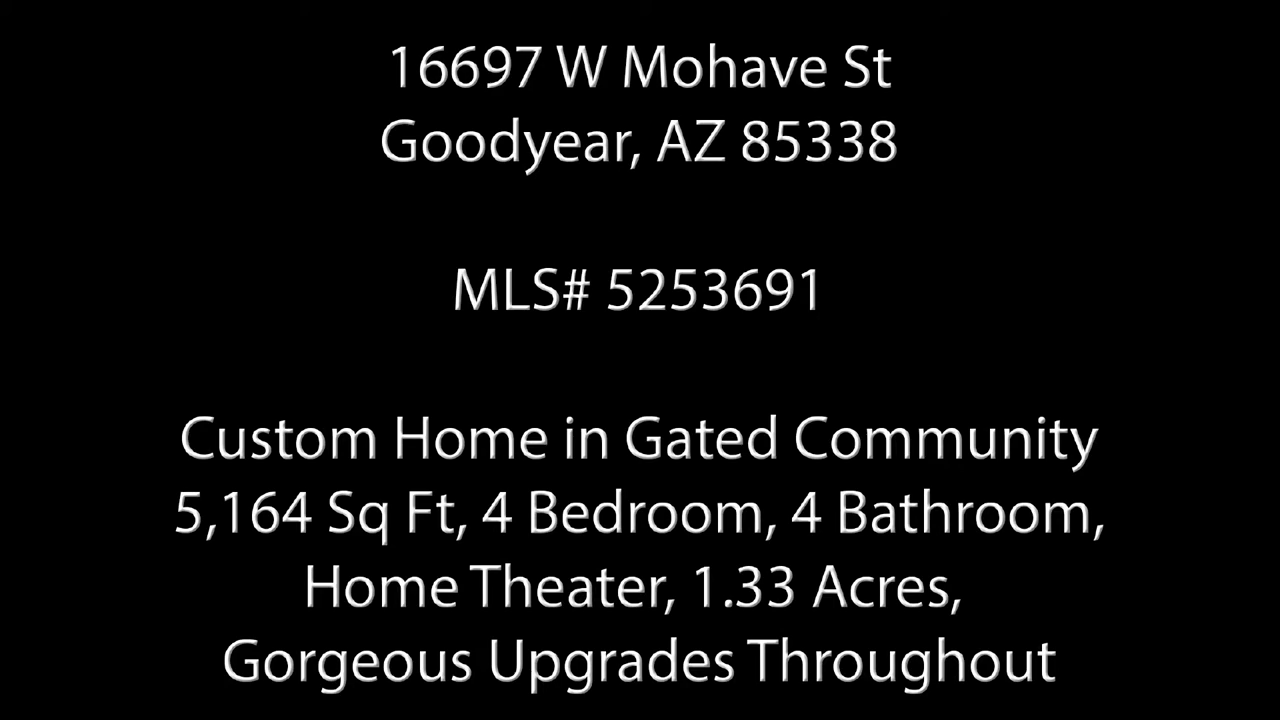 16697 W Mohave St
Goodyear, AZ 85338
MLS# 5253691
Custom Home in Gated Community
5,164 Sq Ft, 4 Bedroom, 4 Bathroom,
Home Theater, 1.33 Acres,
Gorgeous Upgrades Throughout